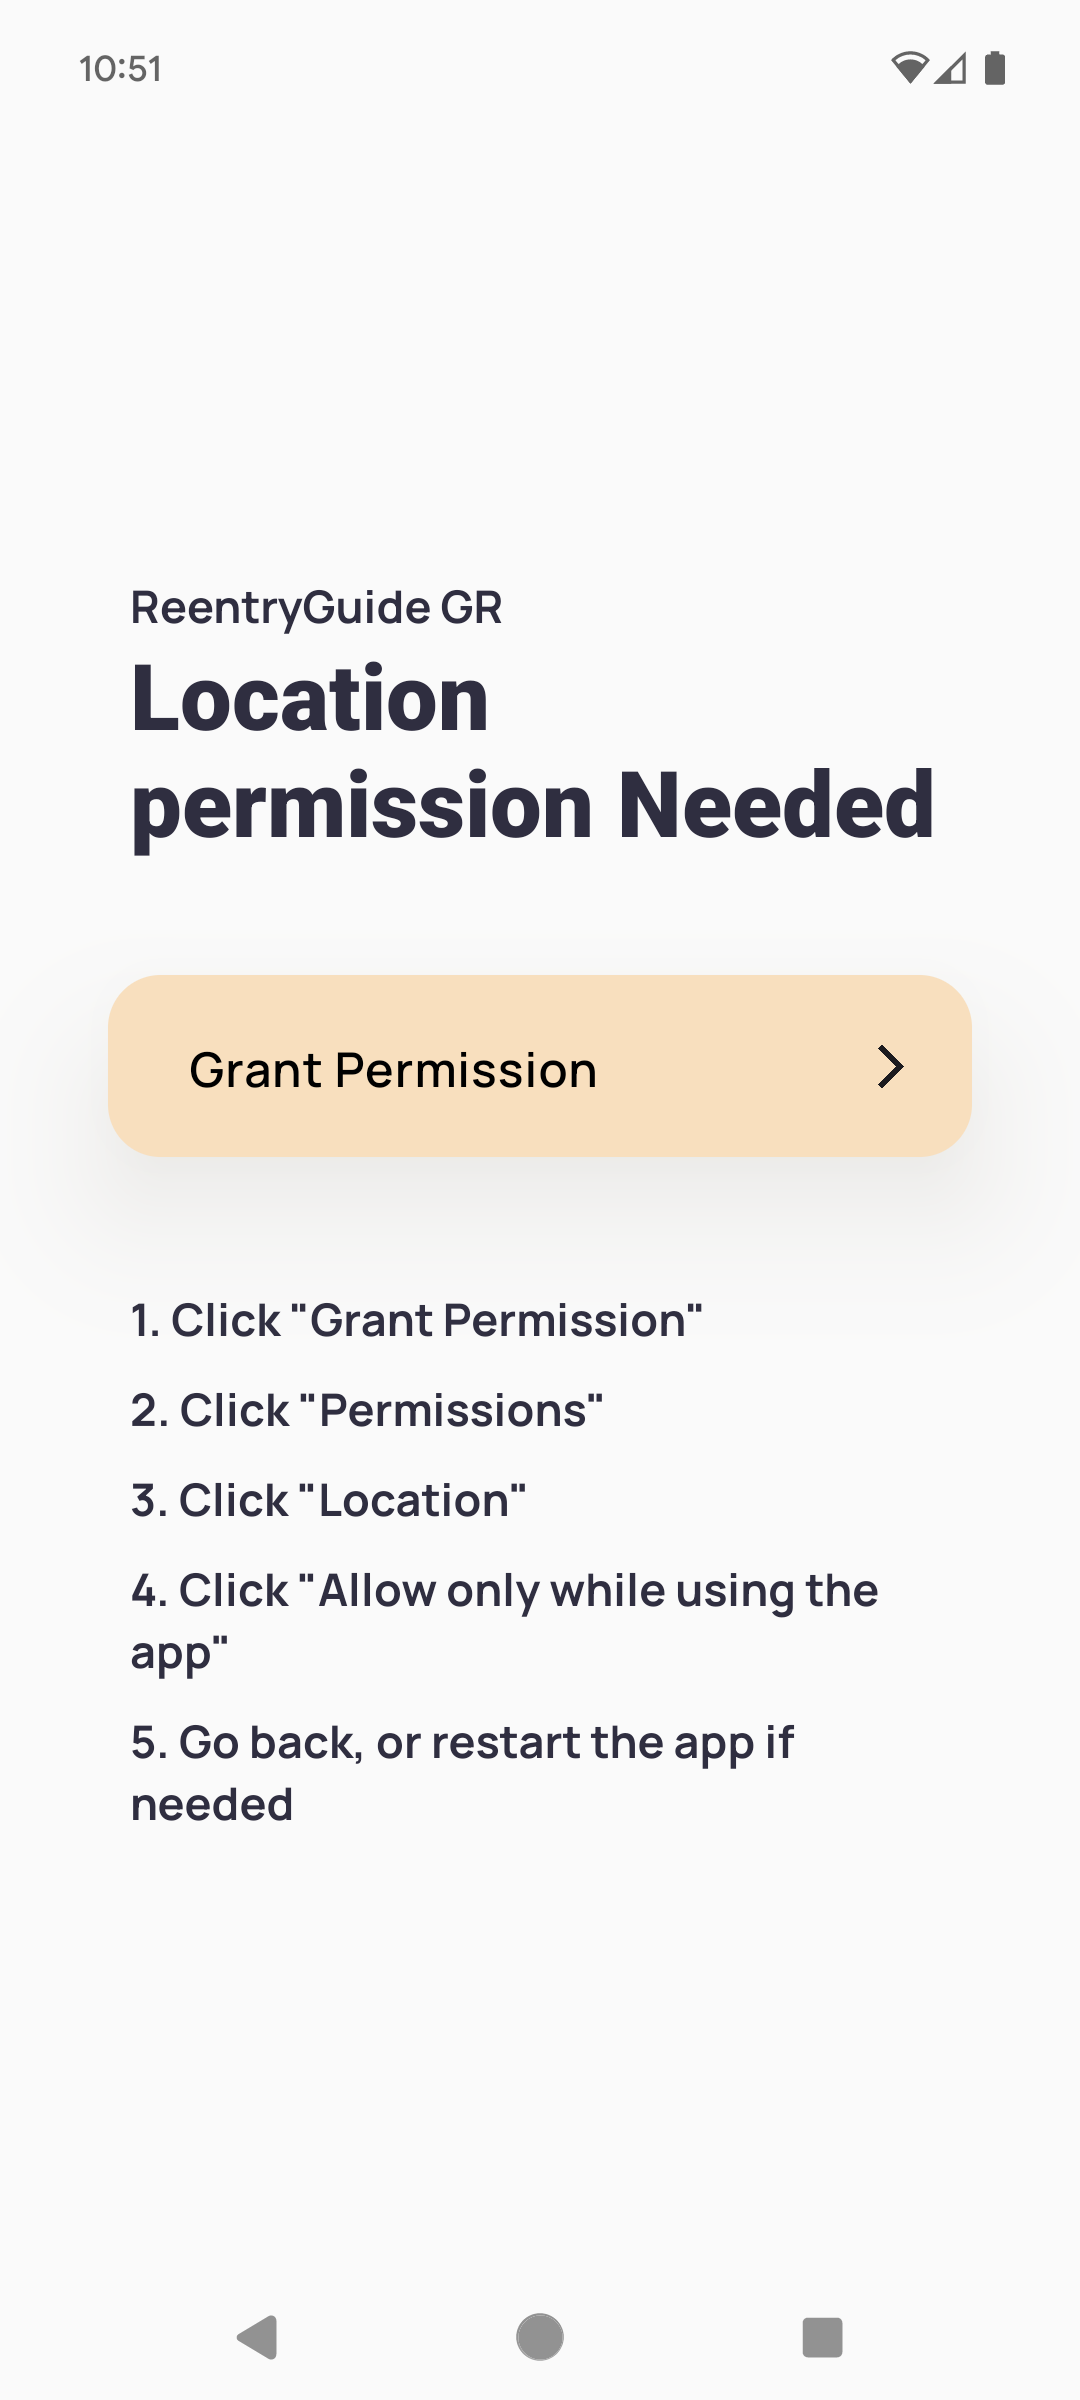 10:51
ReentryGuide GR
Location
permission Needed
Grant Permission
1. Click "Grant Permission"
2. Click "Permissions"
3. Click "Location"
4. Click "Allow only while using the
app"
5. Go back, or restart the app if
needed